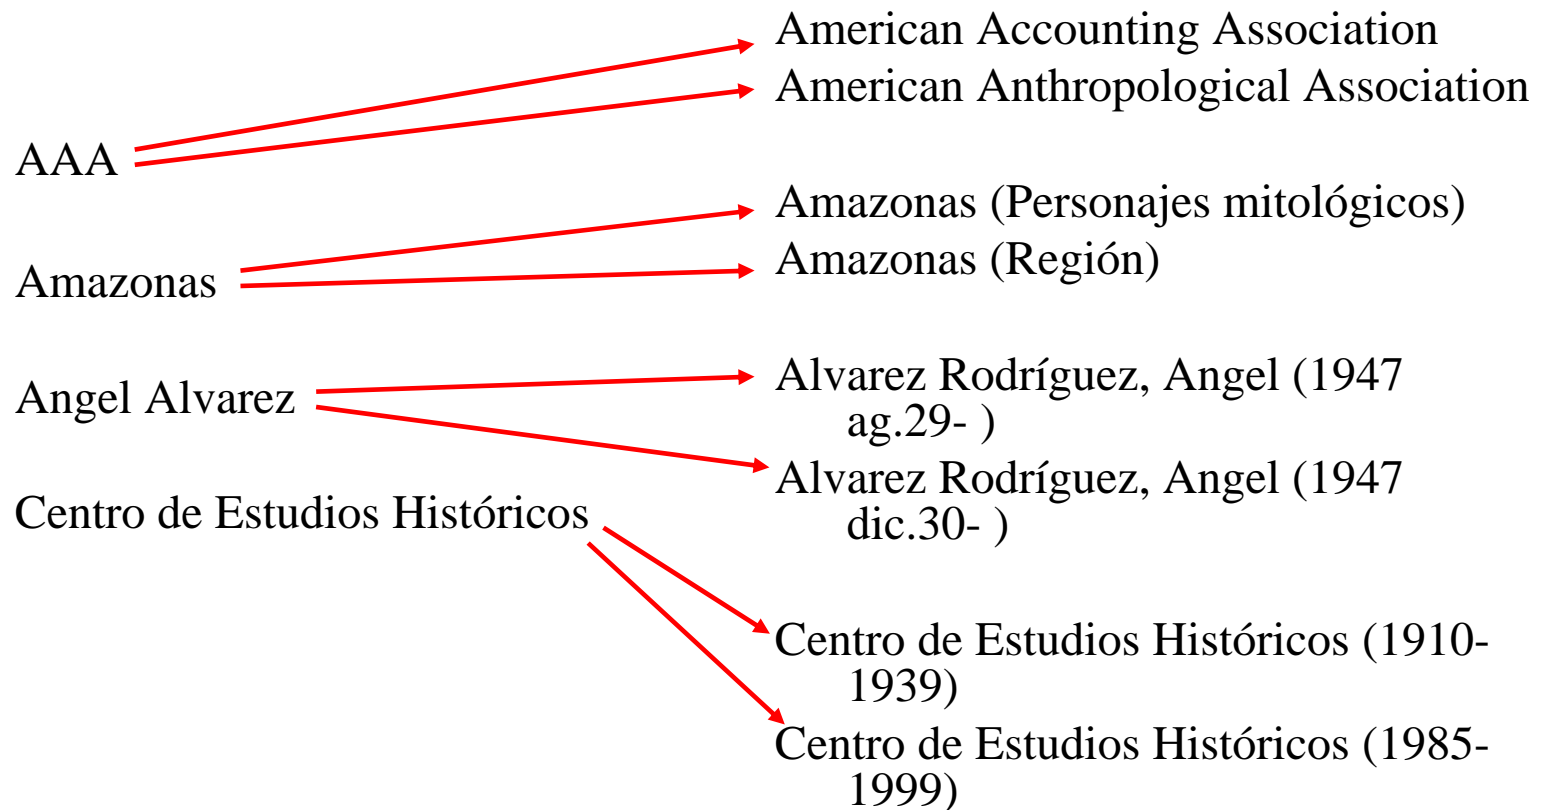 American Accounting Association
American Anthropological Association
AAA
Amazonas (Personajes mitológicos)
Amazonas (Región)
Amazonas
Alvarez Rodríguez, Angel (1947
ag.29- )
Angel Alvarez
Alvarez Rodríguez, Angel (1947
dic.30- )
Centro de Estudios Históricos
Centro de Estudios Históricos (1910-
1939)
Centro de Estudios Históricos (1985-
1999)